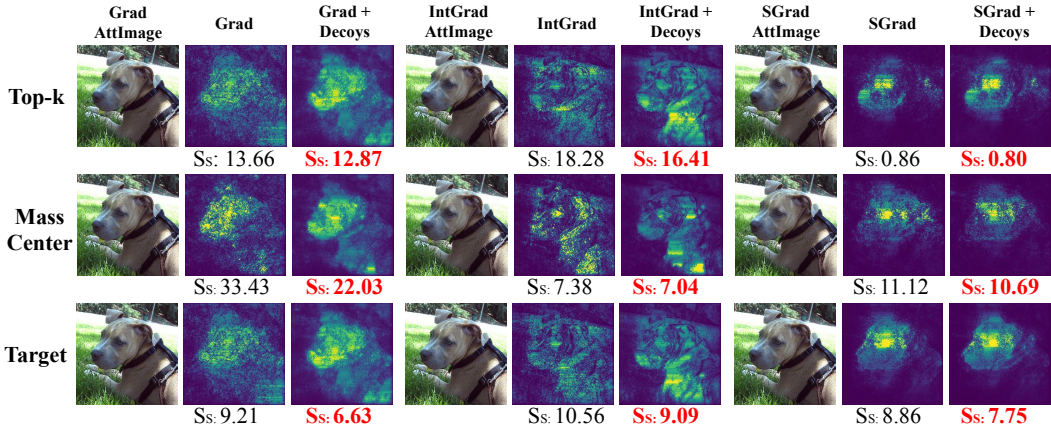 Grad AttImage Grad Grad + Decoys IntGrad AttImage IntGrad IntGrad + Decoys SGrad AttImage SGrad SGrad + Decoys
Top-k
Ss: 13.66 Ss: 12.87 Ss: 18.28 Ss: 16.41 Ss: 0.86 Ss: 0.80
Mass Center
Ss: 33.43 Ss: 22.03 Ss: 7.38 Ss: 7.04 Ss: 11.12 Ss: 10.69
Target
Ss: 9.21 Ss: 6.63 Ss: 10.56 Ss: 9.09 Ss: 8.86 Ss: 7.75